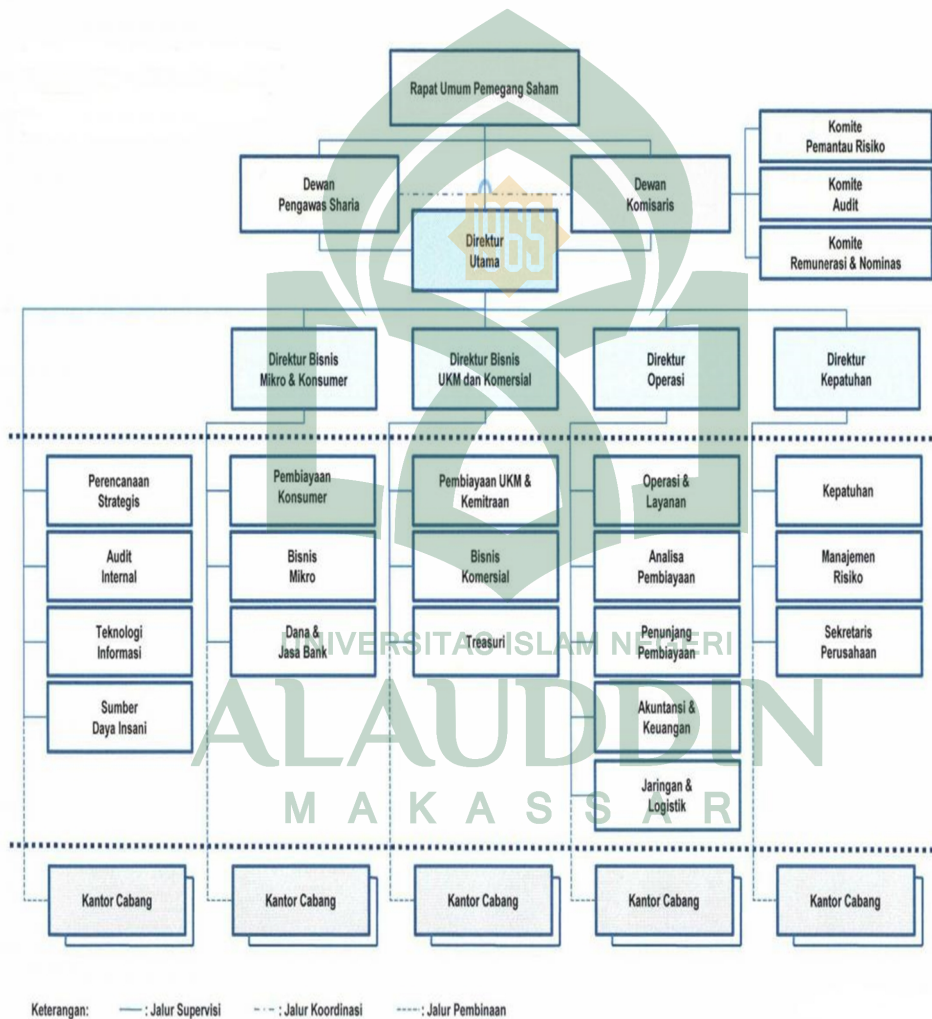 Rapat Umum Pemegang Saham
Dewan
Pengawas Sharia
Dewan
Komisaris
Komite
Pemantau Risiko
Komite
Audit
Komite
Remunerasi & Nominas
1965
Direktur
Utama
Direktur Bisnis
Mikro & Konsumer
Direktur Bisnis
UKM dan Komersial
Direktur
Operasi
Direktur
Kepatuhan
Perencanaan
Strategis
Audit
Internal
Teknologi
Informasi
Sumber
Daya Insani
Pembiayaan
Konsumer
Bisnis
Mikro
Dana &
Jasa Bank
Pembiayaan UKM &
Kemitraan
Bisnis
Komersial
Treasuri
Operasi &
Layanan
Analisa
Pembiayaan
Penunjang
Pembiayaan
Akuntansi &
Keuangan
Jaringan &
Logistik
Kepatuhan
Manajemen
Risiko
Sekretaris
Perusahaan
UNIVERSITAS ISLAM NEGERI
ALAUDDIN
MAKASSAR
Kantor Cabang
Kantor Cabang
Kantor Cabang
Kantor Cabang
Kantor Cabang
Keterangan: : Jalur Supervisi : Jalur Koordinasi : Jalur Pembinaan